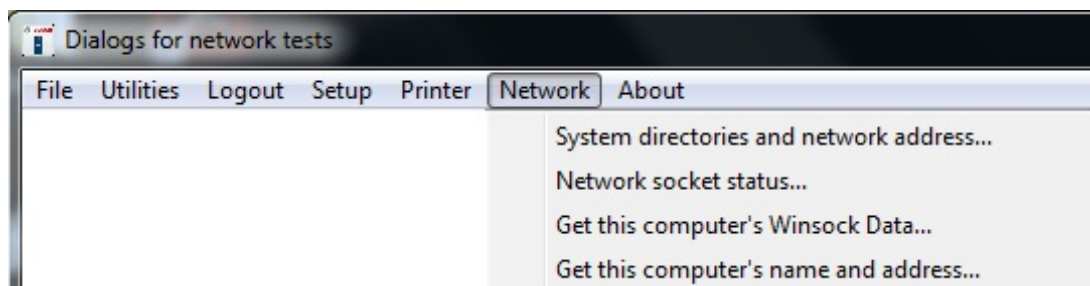 Dialogs for network tests
File Utilities Logout Setup Printer Network About
System directories and network address...
Network socket status...
Get this computer's Winsock Data...
Get this computer's name and address...